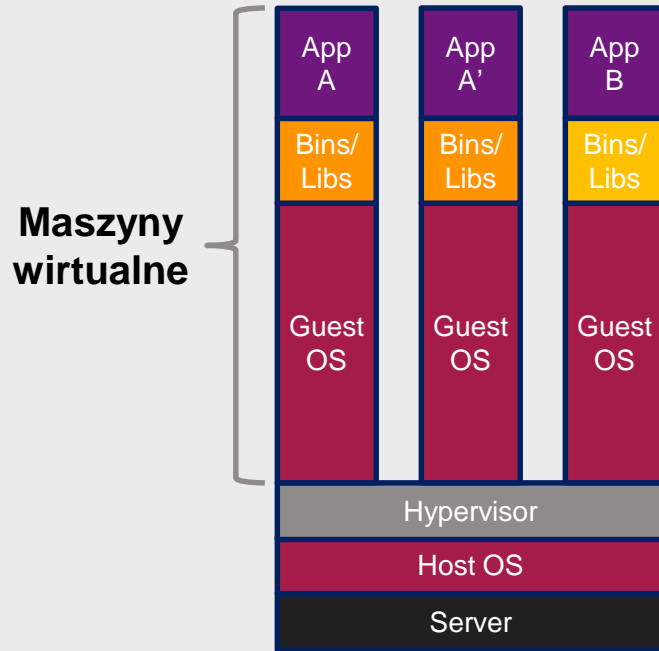 App
A
App
A’
App
B
Bins/
Libs
Bins/
Libs
Bins/
Libs
Maszyny
wirtualne
Guest
OS
Guest
OS
Guest
OS
Hypervisor
Host OS
Server